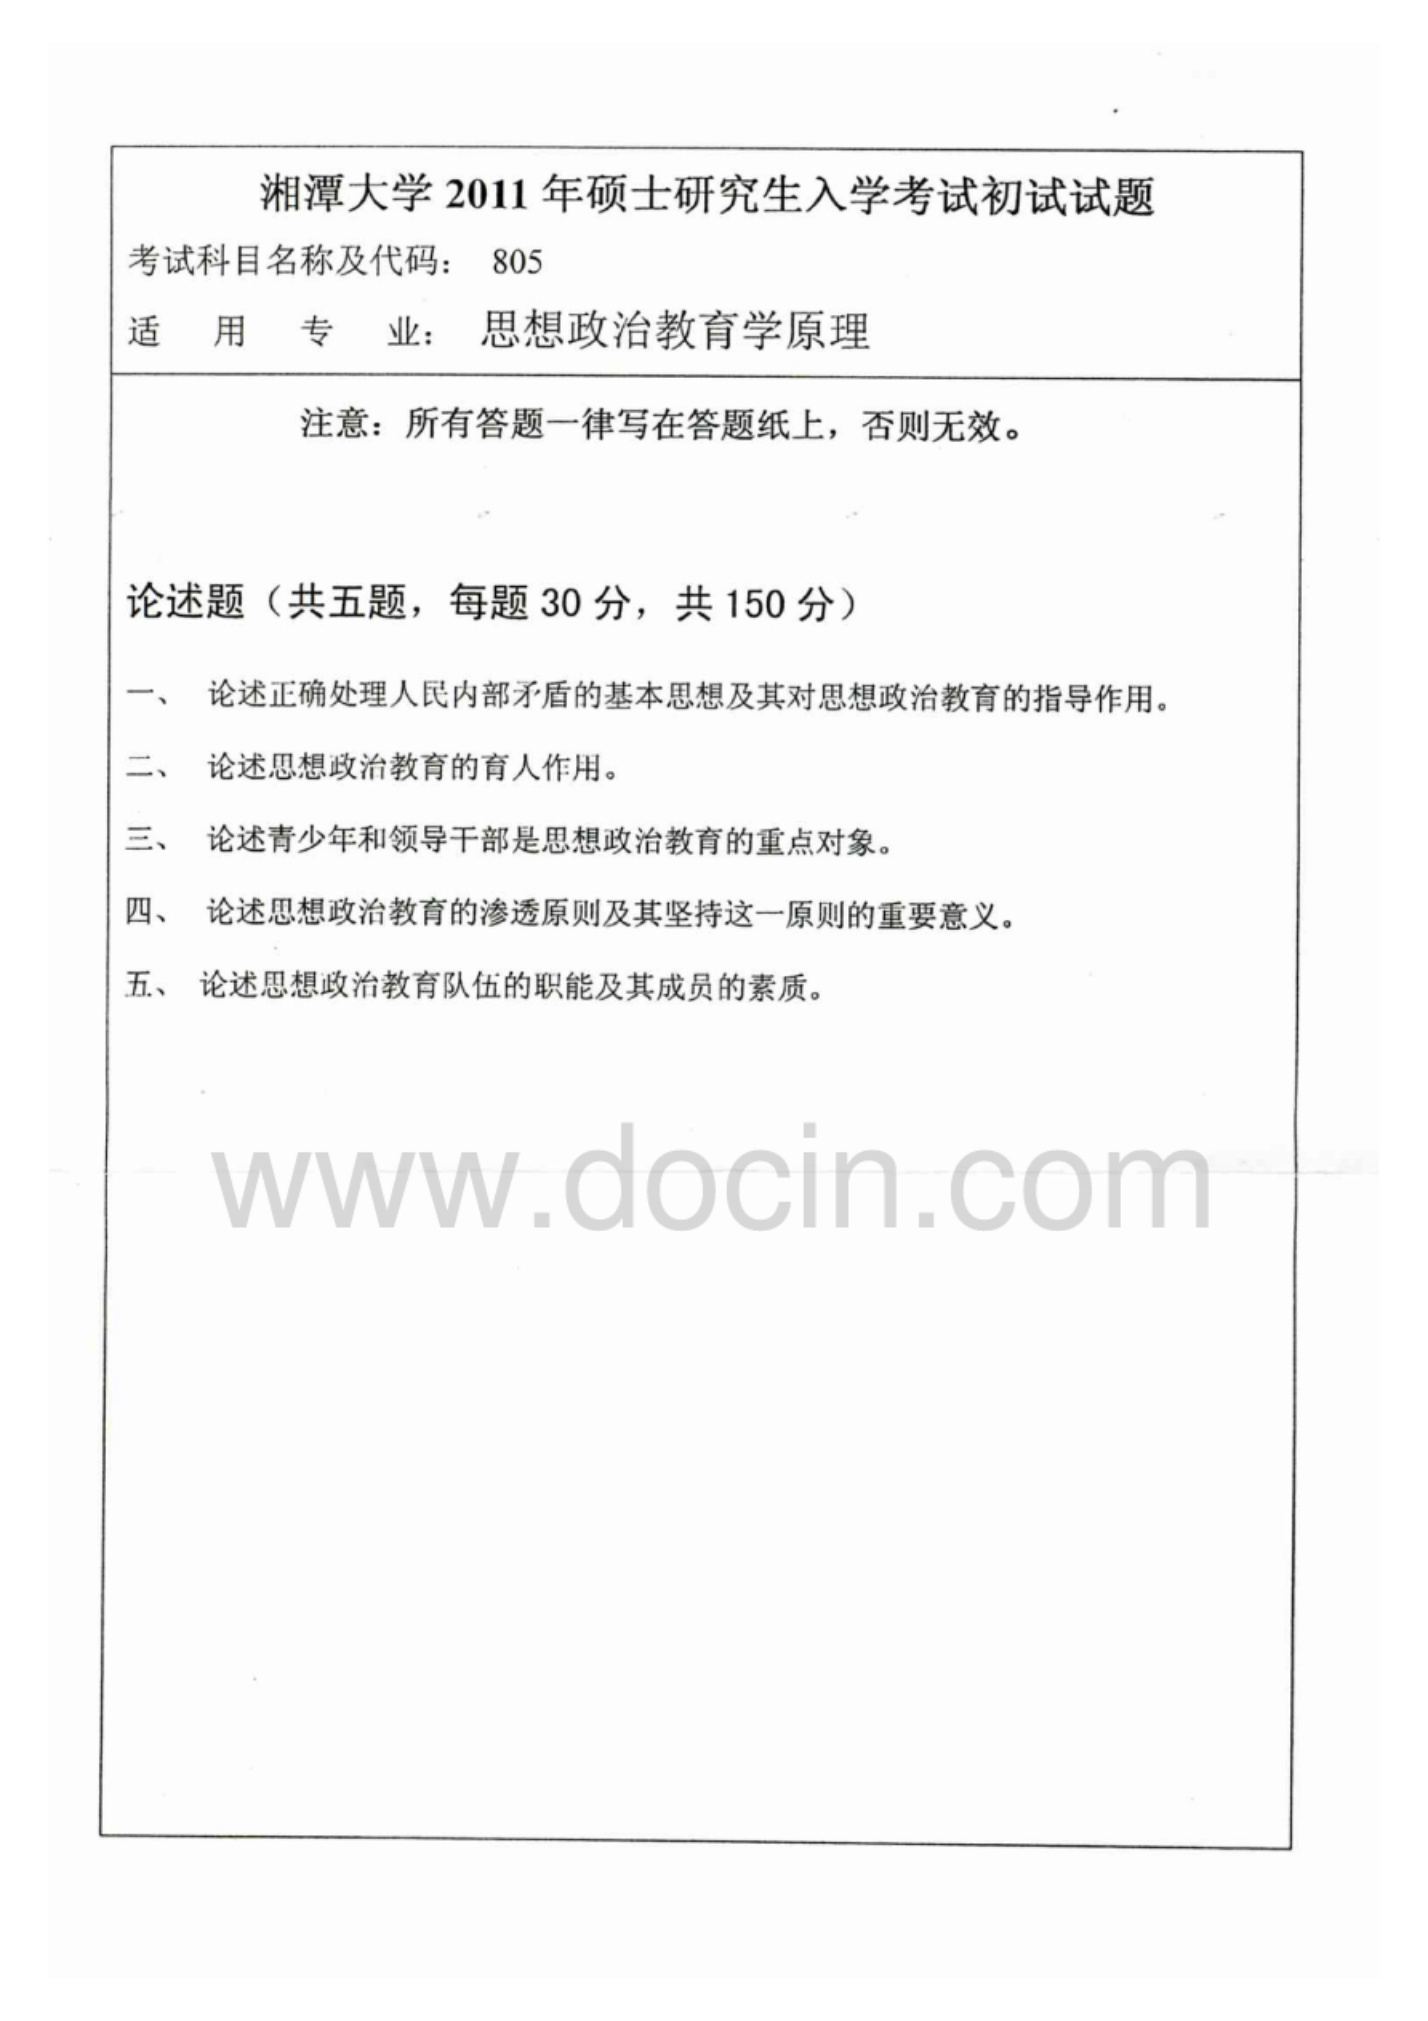 湘潭大学 2011 年硕士研究生入学考试初试试题
考试科目名称及代码： 805
适 用 专 业： 思想政治教育学原理
注意：所有答题一律写在答题纸上，否则无效。
论述题（共五题，每题 30 分，共 150 分）
一、 论述正确处理人民内部矛盾的基本思想及其对思想政治教育的指导作用。
二、 论述思想政治教育的育人作用。
三、 论述青少年和领导干部是思想政治教育的重点对象。
四、 论述思想政治教育的渗透原则及其坚持这一原则的重要意义。
五、 论述思想政治教育队伍的职能及其成员的素质。
www.docin.com